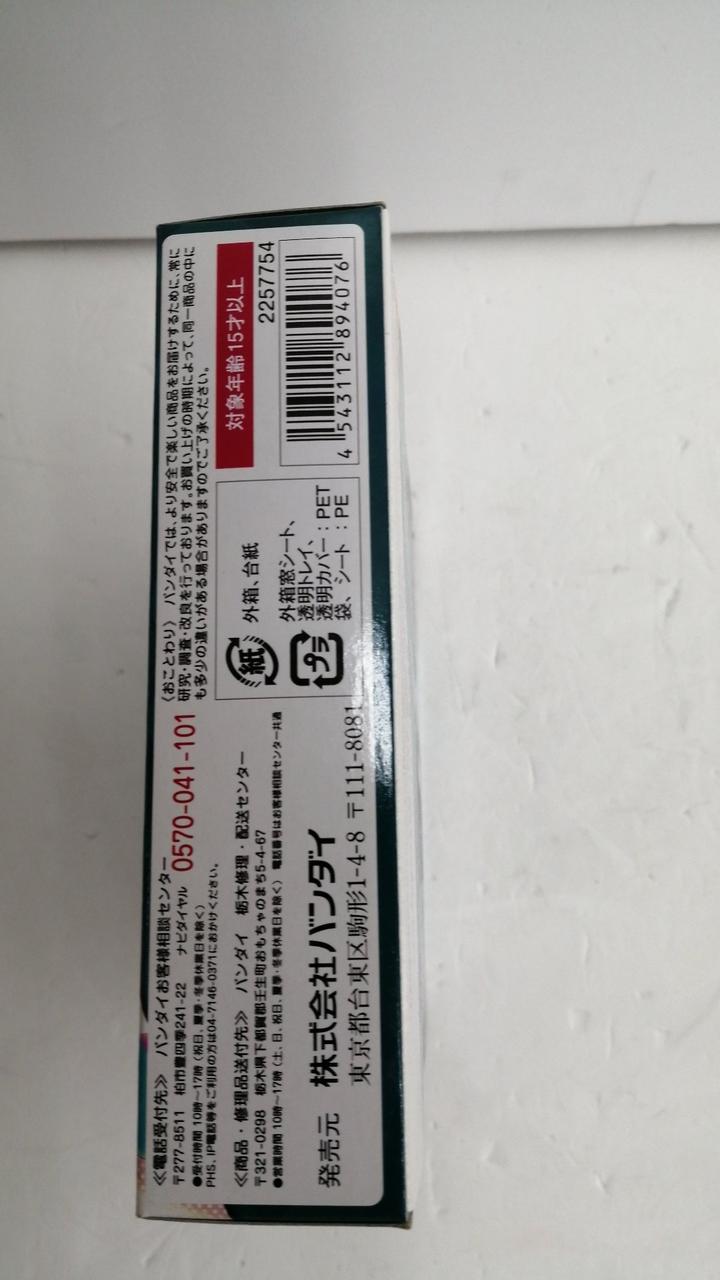 ≪電話受付先≫ バンダイお客様相談センター
〒277-8511 柏市豊四季241-22 ナビダイヤル 0570-041-101
●受付時間 10時～17時(祝日、夏季・冬季休業日を除く)
PHS、IP電話等をご利用の方は04-7146-0371におかけください。
≪商品・修理品送付先≫ バンダイ 栃木修理・配送センター
〒321-0298 栃木県下都賀郡壬生町おもちゃのまち5-4-67
●営業時間 10時～17時(土、日、祝日、夏季・冬季休業日を除く) 電話番号はお客様相談センター共通
発売元 株式会社バンダイ
東京都台東区駒形1-4-8 〒111-8081
〈おことわり〉 バンダイでは、より安全で楽しい商品をお届けするために、常に
研究・調査・改良を行っております。お買い上げの時期によって、同一商品の中に
も多少の違いがある場合がありますのでご了承ください。
紙 外箱、台紙
プラ 外箱窓シート、
透明トレイ、
透明カバー：PET
袋、シート：PE
対象年齢15才以上
2257754
4 543112 894076